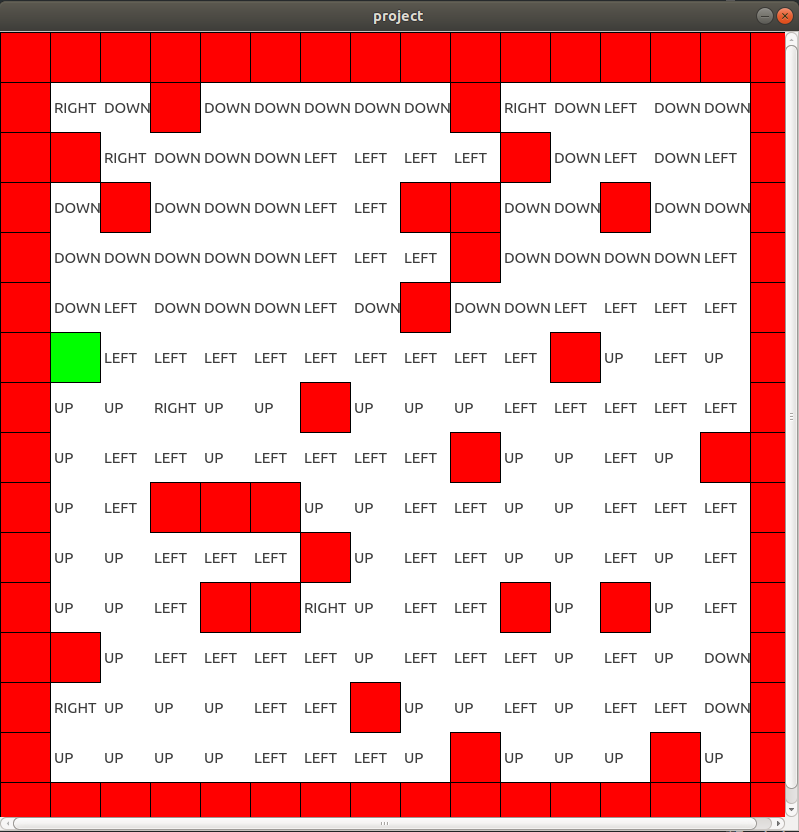 project
RIGHT DOWN DOWN DOWN DOWN DOWN DOWN RIGHT DOWN LEFT DOWN DOWN
RIGHT DOWN DOWN DOWN LEFT LEFT LEFT LEFT DOWN LEFT DOWN LEFT
DOWN DOWN DOWN DOWN LEFT LEFT DOWN DOWN DOWN DOWN
DOWN DOWN DOWN DOWN DOWN LEFT LEFT LEFT DOWN DOWN DOWN DOWN LEFT
DOWN LEFT DOWN DOWN DOWN LEFT DOWN DOWN DOWN LEFT LEFT LEFT LEFT
LEFT LEFT LEFT LEFT LEFT LEFT LEFT LEFT LEFT UP LEFT UP
UP UP RIGHT UP UP UP UP UP LEFT LEFT LEFT LEFT LEFT
UP LEFT LEFT UP LEFT LEFT LEFT LEFT UP UP LEFT UP
UP LEFT UP UP LEFT LEFT UP UP LEFT LEFT LEFT
UP UP LEFT LEFT LEFT UP LEFT LEFT UP UP LEFT UP LEFT
UP UP LEFT RIGHT UP LEFT LEFT UP UP LEFT
UP LEFT LEFT LEFT LEFT UP LEFT LEFT LEFT UP LEFT UP DOWN
RIGHT UP UP UP LEFT LEFT UP UP LEFT UP LEFT LEFT DOWN
UP UP UP UP LEFT LEFT LEFT UP UP UP UP UP